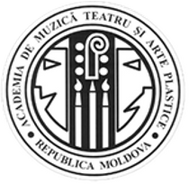 ACADEMIA DE MUZICĂ TEATRU ȘI ARTE PLASTICE
REPUBLICA MOLDOVA